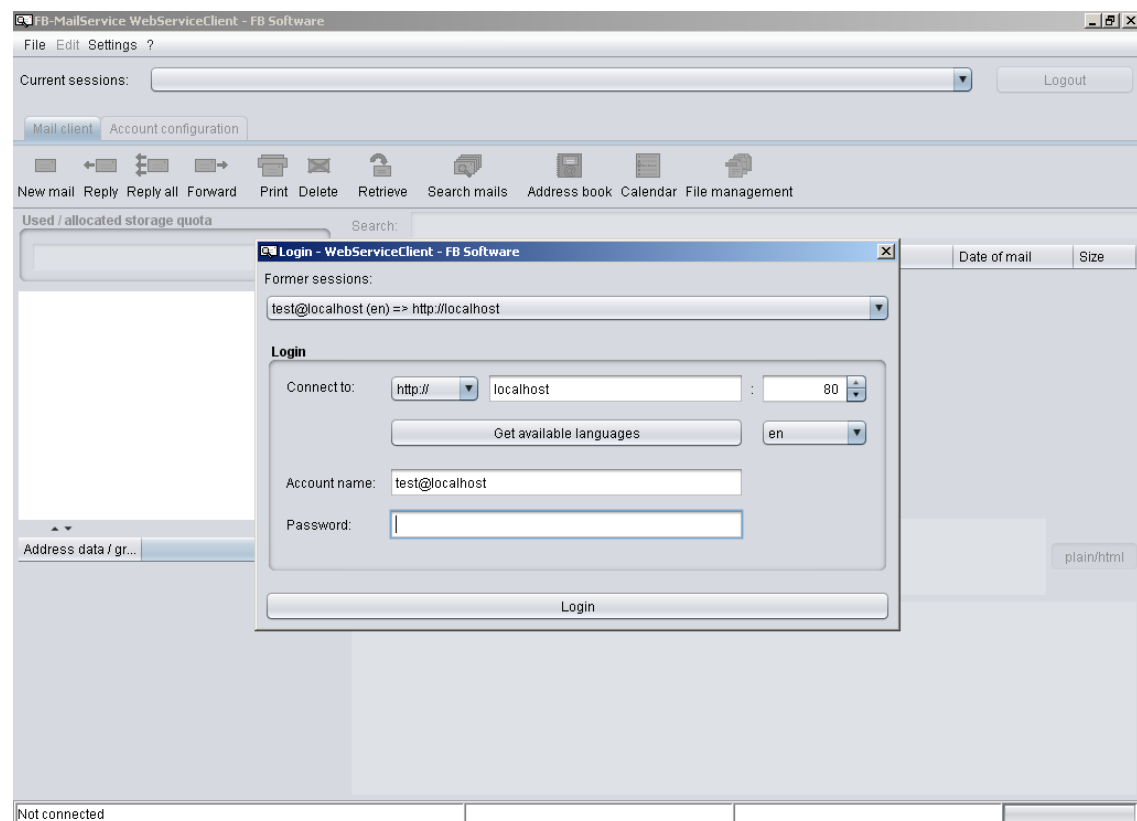 FB-MailService WebServiceClient - FB Software
File Edit Settings ?
Current sessions:
Logout
Mail client Account configuration
New mail Reply Reply all Forward Print Delete Retrieve Search mails Address book Calendar File management
Used / allocated storage quota
Search:
Date of mail Size
Login - WebServiceClient - FB Software
Former sessions:
test@localhost (en) => http://localhost
Login
Connect to: http:// localhost : 80
Get available languages en
Account name: test@localhost
Password:
Login
Address data / gr...
plain/html
Not connected